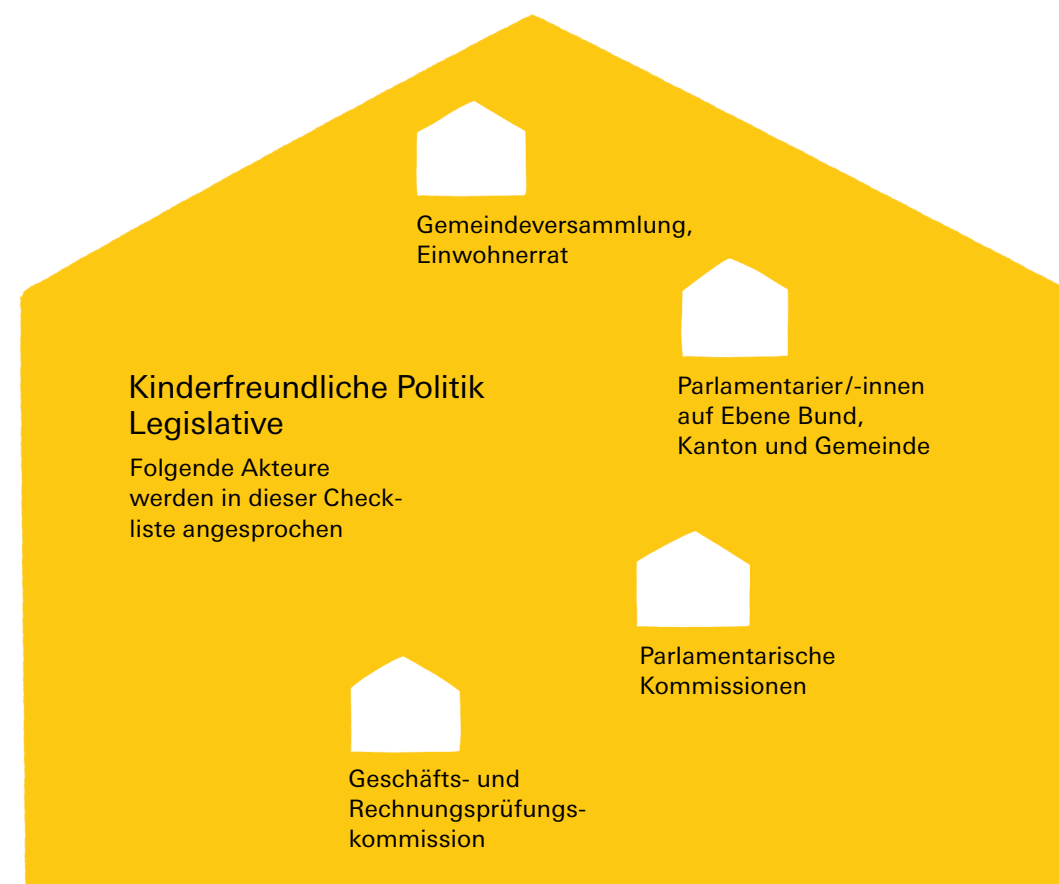 Gemeindeversammlung,
Einwohnerrat
Kinderfreundliche Politik
Legislative
Folgende Akteure
werden in dieser Check-
liste angesprochen
Parlamentarier/-innen
auf Ebene Bund,
Kanton und Gemeinde
Parlamentarische
Kommissionen
Geschäfts- und
Rechnungsprüfungs-
kommission